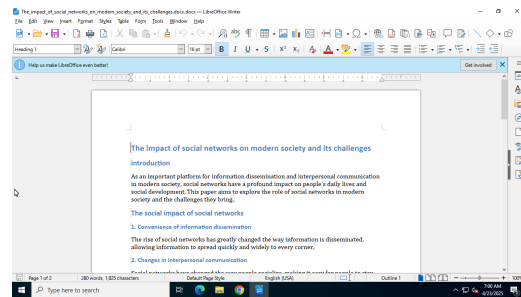 The_impact_of_social_networks_on_modern_society_and_its_challenges.docx.docx — LibreOffice Writer
File Edit View Insert Format Styles Table Form Tools Window Help
Heading 1 Calibri 16 pt
Help us make LibreOffice even better! Get involved
The impact of social networks on modern society and its challenges
introduction
As an important platform for information dissemination and interpersonal communication
in modern society, social networks have a profound impact on people's daily lives and
social development. This paper aims to explore the role of social networks in modern
society and the challenges they bring.
The social impact of social networks
1. Convenience of information dissemination
The rise of social networks has greatly changed the way information is disseminated,
allowing information to spread quickly and widely to every corner.
2. Changes in interpersonal communication
Page 1 of 2 280 words, 1,825 characters Default Page Style English (USA) Outline 1 100%
Type here to search
7:00 AM
4/23/2025